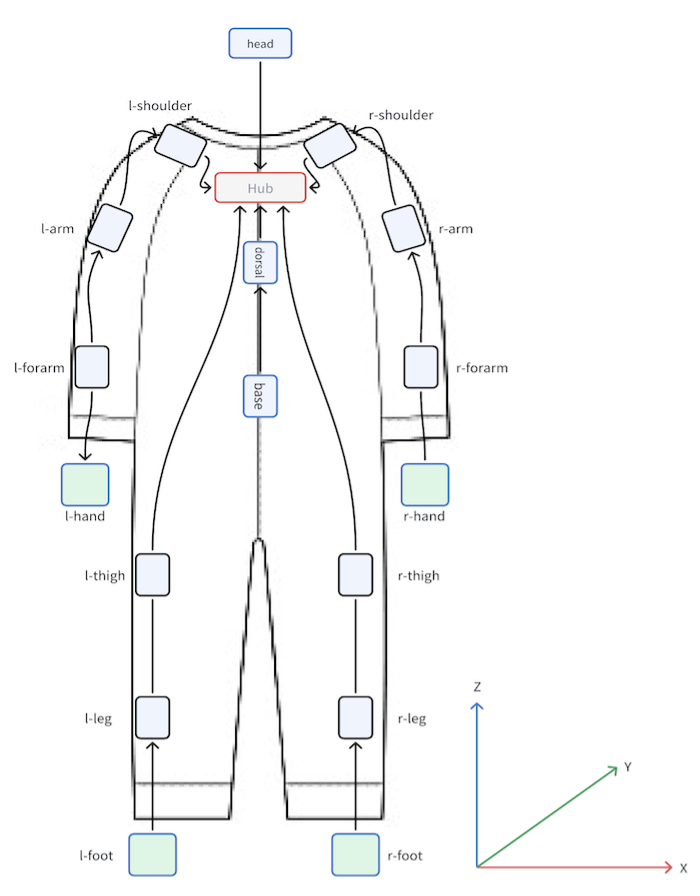 head
l-shoulder
r-shoulder
Hub
l-arm
r-arm
dorsal
l-forarm
r-forarm
base
l-hand
r-hand
l-thigh
r-thigh
Z
l-leg
r-leg
Y
l-foot
r-foot
X